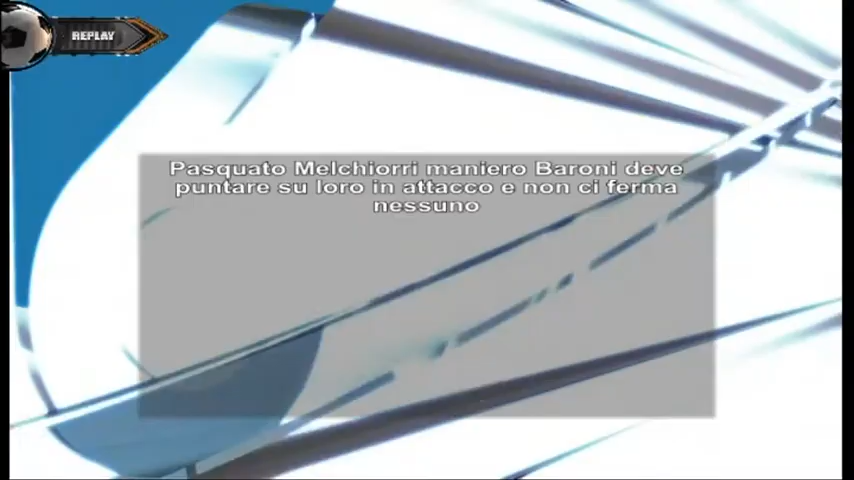 REPLAY
Pasquato Melchiorri maniero Baroni deve
puntare su loro in attacco e non ci ferma
nessuno